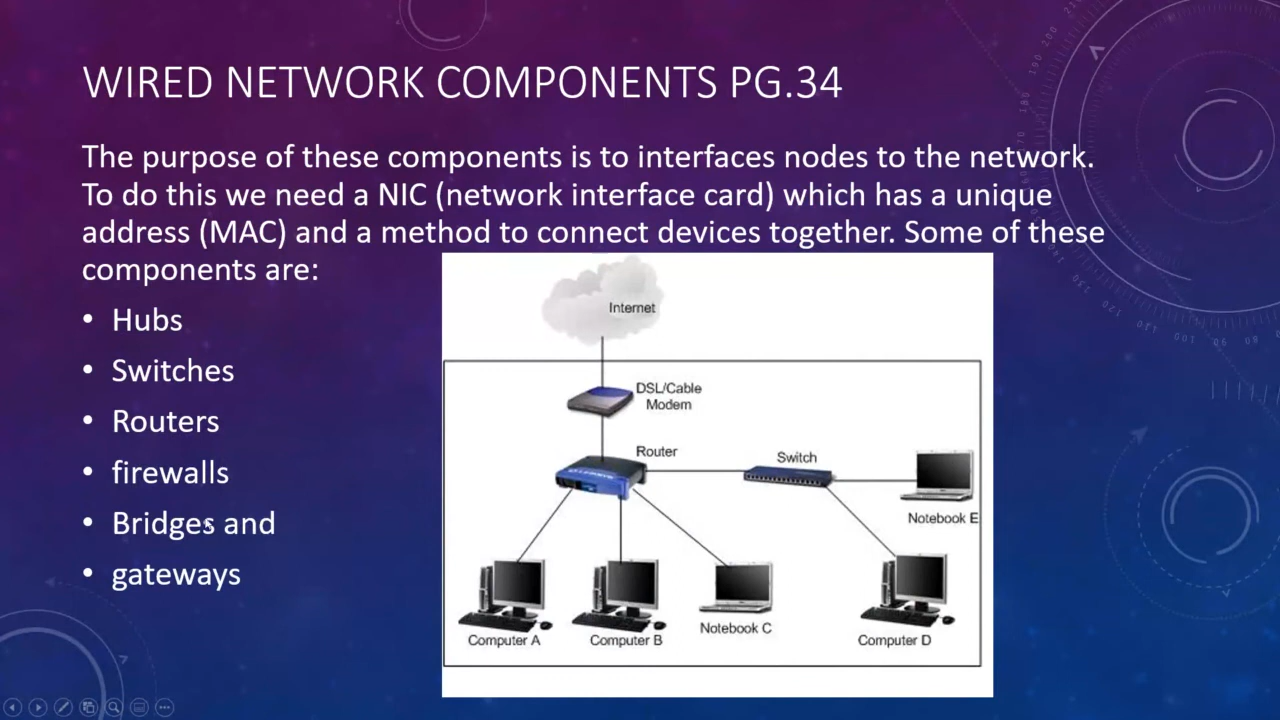 WIRED NETWORK COMPONENTS PG.34
The purpose of these components is to interfaces nodes to the network.
To do this we need a NIC (network interface card) which has a unique
address (MAC) and a method to connect devices together. Some of these
components are:
• Hubs
• Switches
• Routers
• firewalls
• Bridges and
• gateways
Internet
DSL/Cable
Modem
Router
Switch
Notebook E
Computer A
Computer B
Notebook C
Computer D